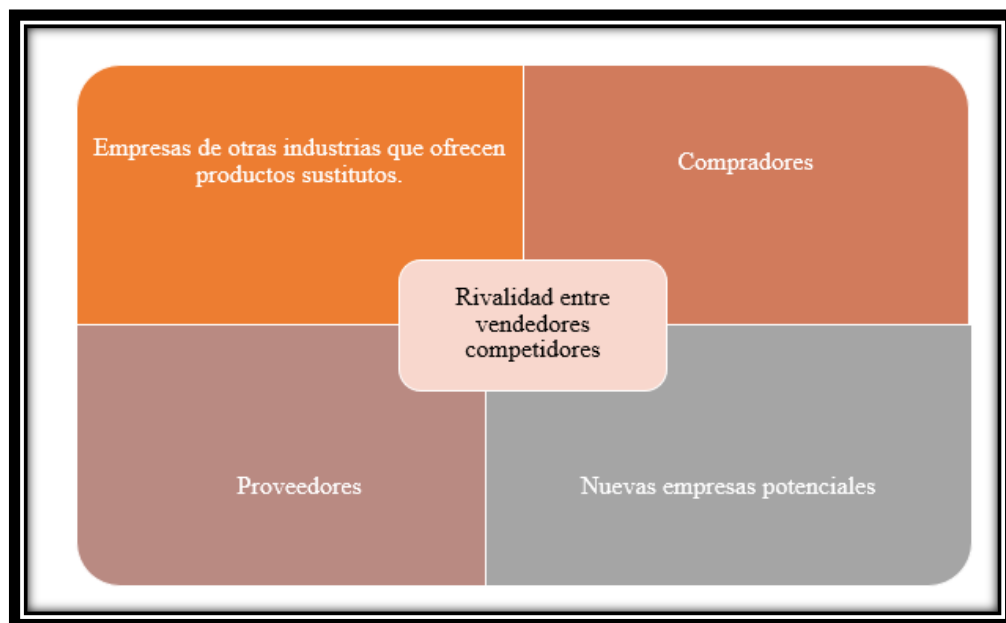 Empresas de otras industrias que ofrecen
productos sustitutos.
Compradores
Rivalidad entre
vendedores
competidores
Proveedores
Nuevas empresas potenciales